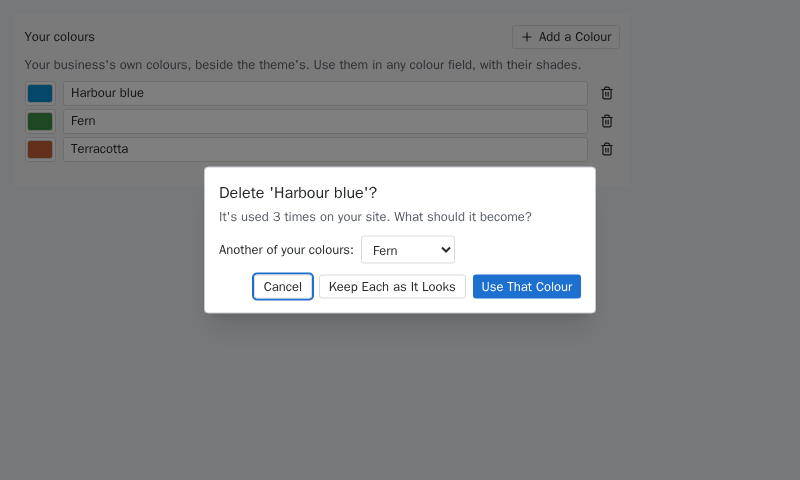 Your colours
Add a Colour
Your business's own colours, beside the theme's. Use them in any colour field, with their shades.
Harbour blue
Fern
Terracotta
Delete 'Harbour blue'?
It's used 3 times on your site. What should it become?
Another of your colours: Fern
Cancel Keep Each as It Looks Use That Colour